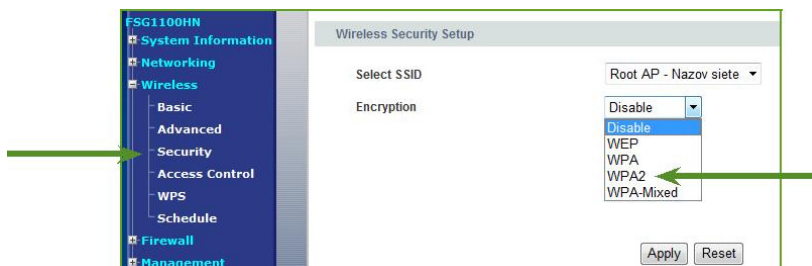 FSG1100HN
System Information
Networking
Wireless
Basic
Advanced
Security
Access Control
WPS
Schedule
Firewall
Management
Wireless Security Setup
Select SSID
Root AP - Nazov siete
Encryption
Disable
Disable
WEP
WPA
WPA2
WPA-Mixed
Apply
Reset